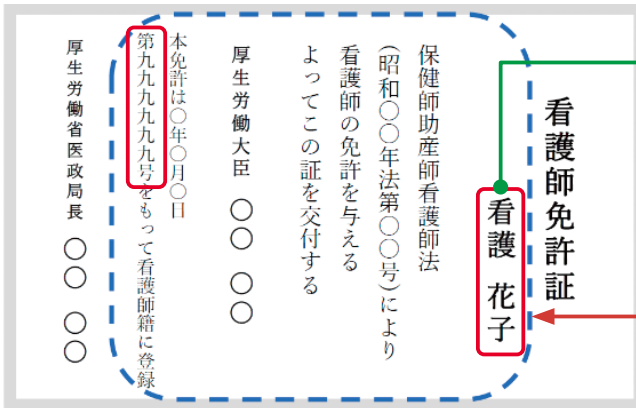 看護師免許証
看護 花子
保健師助産師看護師法
(昭和〇〇年法第〇〇号)により
看護師の免許を与える
よってこの証を交付する
厚生労働大臣 〇〇 〇〇
本免許は〇年〇月〇日
第九九九九九九号をもって看護師籍に登録
厚生労働省医政局長 〇〇 〇〇